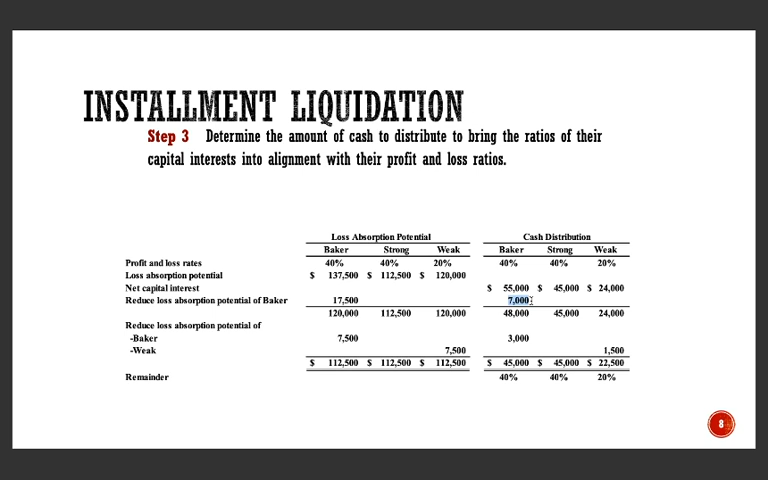 INSTALLMENT LIQUIDATION
Step 3 Determine the amount of cash to distribute to bring the ratios of their
capital interests into alignment with their profit and loss ratios.
Loss Absorption Potential Cash Distribution
Baker Strong Weak Baker Strong Weak
Profit and loss rates 40% 40% 20% 40% 40% 20%
Loss absorption potential $ 137,500 $ 112,500 $ 120,000
Net capital interest $ 55,000 $ 45,000 $ 24,000
Reduce loss absorption potential of Baker 17,500 7,000
120,000 112,500 120,000 48,000 45,000 24,000
Reduce loss absorption potential of
-Baker 7,500 3,000
-Weak 7,500 1,500
$ 112,500 $ 112,500 $ 112,500 $ 45,000 $ 45,000 $ 22,500
Remainder 40% 40% 20%
8